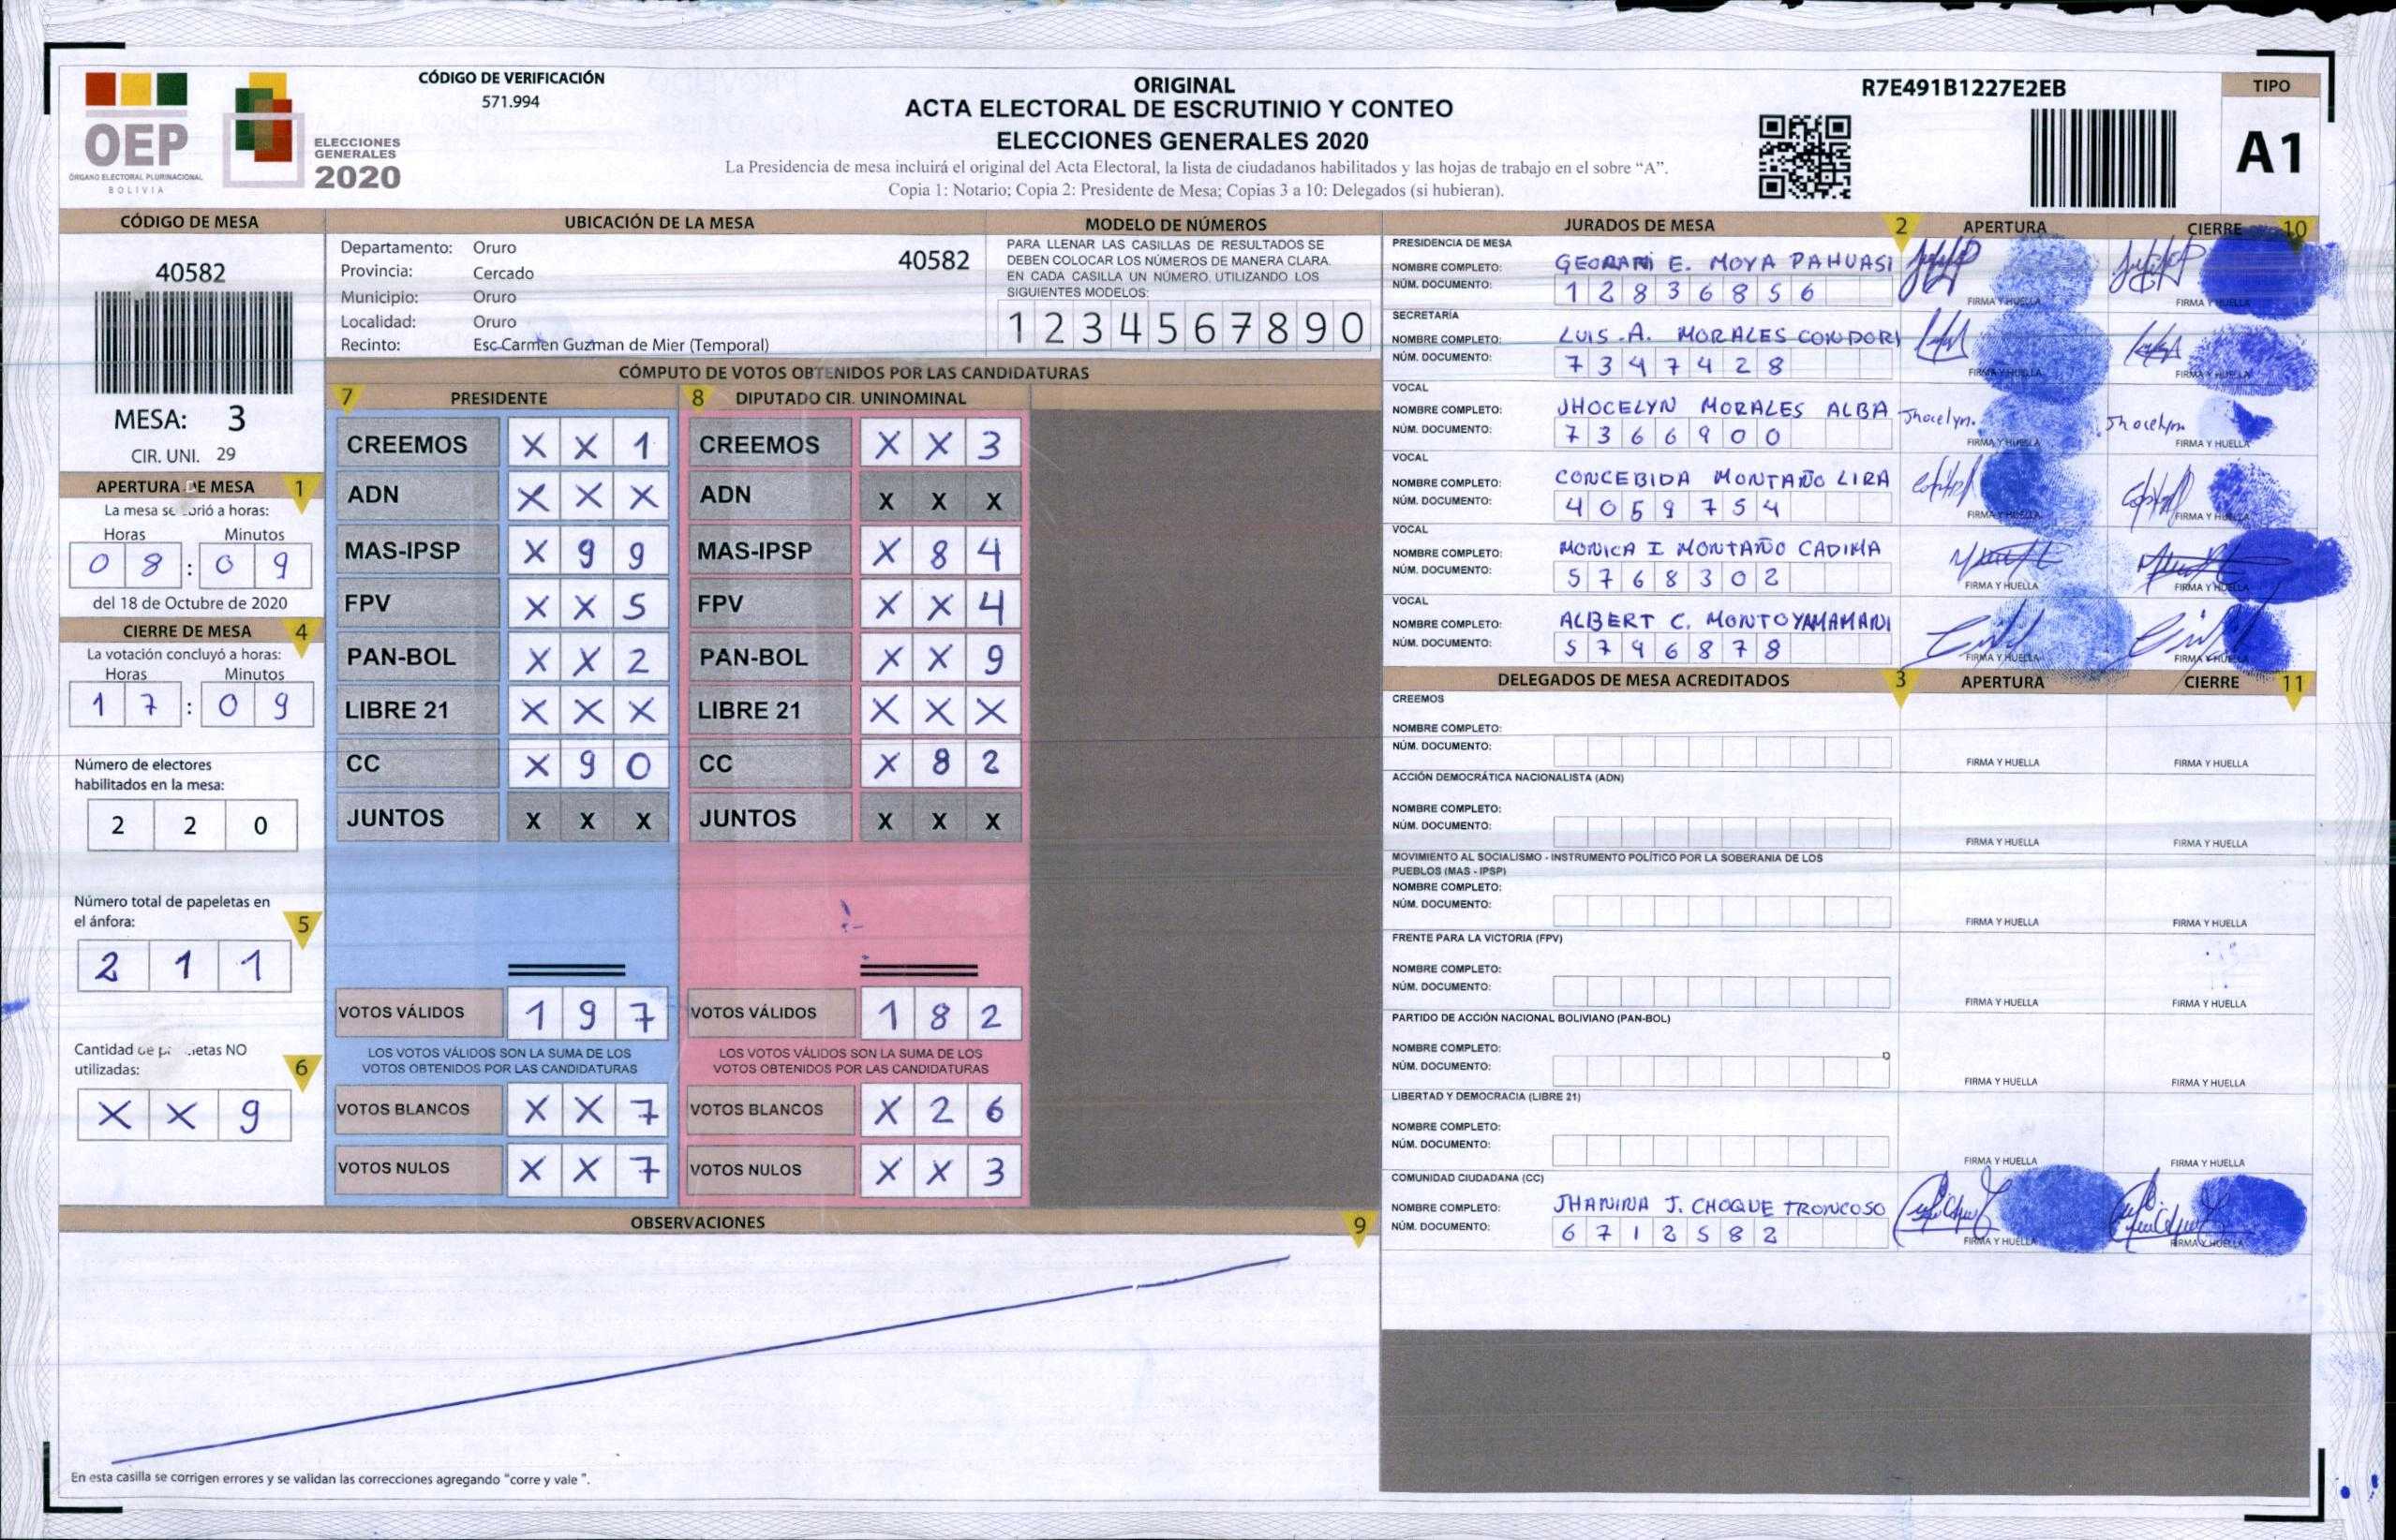 CÓDIGO DE VERIFICACIÓN
571.994
ORIGINAL
ACTA ELECTORAL DE ESCRUTINIO Y CONTEO
ELECCIONES GENERALES 2020
La Presidencia de mesa incluirá el original del Acta Electoral, la lista de ciudadanos habilitados y las hojas de trabajo en el sobre “A”.
Copia 1: Notario; Copia 2: Presidente de Mesa; Copias 3 a 10: Delegados (si hubieran).
R7E491B1227E2EB
TIPO
A1
OEP
ÓRGANO ELECTORAL PLURINACIONAL
BOLIVIA
ELECCIONES
GENERALES
2020
CÓDIGO DE MESA
40582
MESA: 3
CIR. UNI. 29
APERTURA DE MESA 1
La mesa se abrió a horas:
Horas Minutos
0 8 : 0 9
del 18 de Octubre de 2020
CIERRE DE MESA 4
La votación concluyó a horas:
Horas Minutos
1 7 : 0 9
Número de electores
habilitados en la mesa:
2 2 0
Número total de papeletas en
el ánfora: 5
2 1 1
Cantidad de papeletas NO
utilizadas: 6
X X 9
UBICACIÓN DE LA MESA
Departamento: Oruro
40582
Provincia: Cercado
Municipio: Oruro
Localidad: Oruro
Recinto: Esc Carmen Guzman de Mier (Temporal)
MODELO DE NÚMEROS
PARA LLENAR LAS CASILLAS DE RESULTADOS SE
DEBEN COLOCAR LOS NÚMEROS DE MANERA CLARA.
EN CADA CASILLA UN NÚMERO, UTILIZANDO LOS
SIGUIENTES MODELOS:
1 2 3 4 5 6 7 8 9 0
CÓMPUTO DE VOTOS OBTENIDOS POR LAS CANDIDATURAS
7 PRESIDENTE
CREEMOS X X 1
ADN X X X
MAS-IPSP X 9 9
FPV X X 5
PAN-BOL X X 2
LIBRE 21 X X X
CC X 9 0
JUNTOS X X X
VOTOS VÁLIDOS 1 9 7
LOS VOTOS VÁLIDOS SON LA SUMA DE LOS
VOTOS OBTENIDOS POR LAS CANDIDATURAS
VOTOS BLANCOS X X 7
VOTOS NULOS X X 7
8 DIPUTADO CIR. UNINOMINAL
CREEMOS X X 3
ADN X X X
MAS-IPSP X 8 4
FPV X X 4
PAN-BOL X X 9
LIBRE 21 X X X
CC X 8 2
JUNTOS X X X
VOTOS VÁLIDOS 1 8 2
LOS VOTOS VÁLIDOS SON LA SUMA DE LOS
VOTOS OBTENIDOS POR LAS CANDIDATURAS
VOTOS BLANCOS X 2 6
VOTOS NULOS X X 3
OBSERVACIONES 9
En esta casilla se corrigen errores y se validan las correcciones agregando "corre y vale ".
JURADOS DE MESA 2 APERTURA CIERRE 10
PRESIDENCIA DE MESA
NOMBRE COMPLETO: E. MOYA PAHUASI
NÚM. DOCUMENTO: 1 2 8 3 6 8 5 6
FIRMA Y HUELLA FIRMA Y HUELLA
SECRETARÍA
NOMBRE COMPLETO: LUIS A. MORALES CONDORI
NÚM. DOCUMENTO: 7 3 4 7 4 2 8
FIRMA Y HUELLA FIRMA Y HUELLA
VOCAL
NOMBRE COMPLETO: JHOCELYN MORALES ALBA Jhocelyn. Jhocelyn
NÚM. DOCUMENTO: 7 3 6 6 9 0 0
FIRMA Y HUELLA FIRMA Y HUELLA
VOCAL
NOMBRE COMPLETO: CONCEBIDA MONTAÑO LIRA
NÚM. DOCUMENTO: 4 0 5 9 7 5 4
FIRMA Y HUELLA FIRMA Y HUELLA
VOCAL
NOMBRE COMPLETO: MONICA I MONTAÑO CADIMA
NÚM. DOCUMENTO: 5 7 6 8 3 0 2
FIRMA Y HUELLA FIRMA Y HUELLA
VOCAL
NOMBRE COMPLETO: ALBERT C. MONTOYA MAMANI
NÚM. DOCUMENTO: 5 7 4 6 8 7 8
FIRMA Y HUELLA FIRMA Y HUELLA
DELEGADOS DE MESA ACREDITADOS 3 APERTURA CIERRE 11
CREEMOS
NOMBRE COMPLETO:
NÚM. DOCUMENTO:
FIRMA Y HUELLA FIRMA Y HUELLA
ACCIÓN DEMOCRÁTICA NACIONALISTA (ADN)
NOMBRE COMPLETO:
NÚM. DOCUMENTO:
FIRMA Y HUELLA FIRMA Y HUELLA
MOVIMIENTO AL SOCIALISMO - INSTRUMENTO POLÍTICO POR LA SOBERANIA DE LOS
PUEBLOS (MAS - IPSP)
NOMBRE COMPLETO:
NÚM. DOCUMENTO:
FIRMA Y HUELLA FIRMA Y HUELLA
FRENTE PARA LA VICTORIA (FPV)
NOMBRE COMPLETO:
NÚM. DOCUMENTO:
FIRMA Y HUELLA FIRMA Y HUELLA
PARTIDO DE ACCIÓN NACIONAL BOLIVIANO (PAN-BOL)
NOMBRE COMPLETO:
NÚM. DOCUMENTO:
FIRMA Y HUELLA FIRMA Y HUELLA
LIBERTAD Y DEMOCRACIA (LIBRE 21)
NOMBRE COMPLETO:
NÚM. DOCUMENTO:
FIRMA Y HUELLA FIRMA Y HUELLA
COMUNIDAD CIUDADANA (CC)
NOMBRE COMPLETO: JHANINA J. CHOQUE TRONCOSO
NÚM. DOCUMENTO: 6 7 1 2 5 8 2
FIRMA Y HUELLA FIRMA Y HUELLA